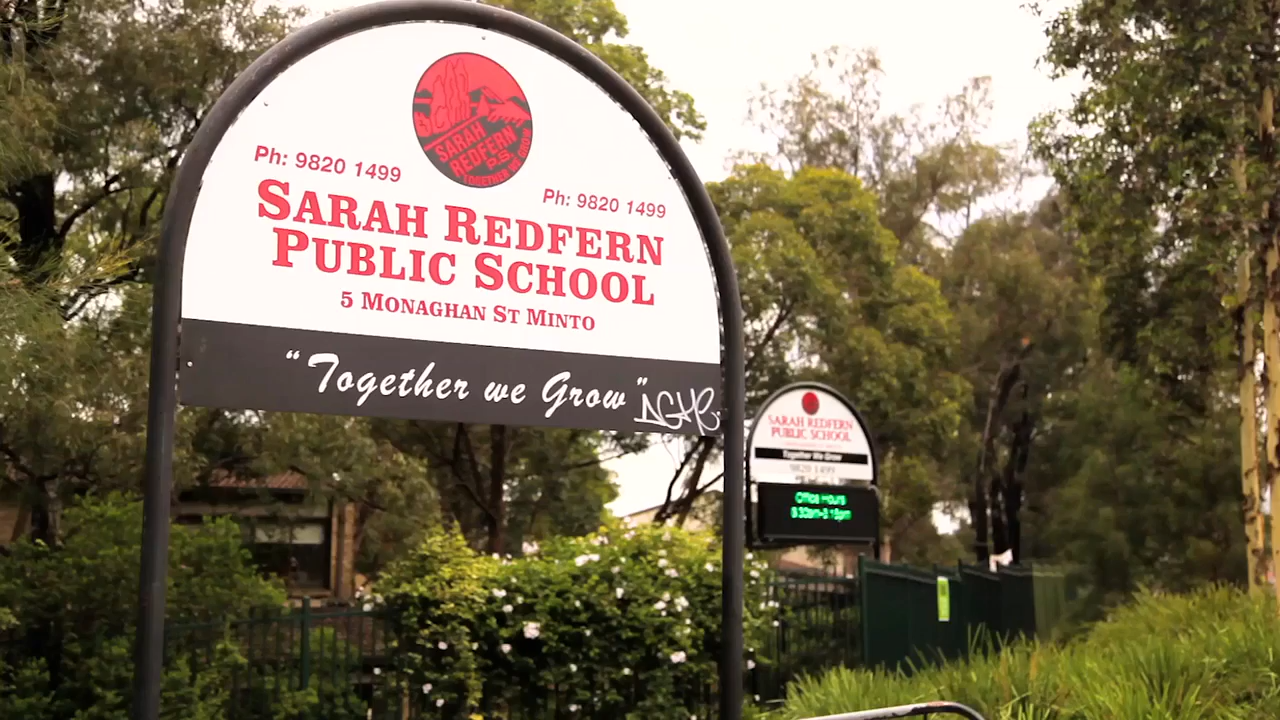 SARAH
REDFERN
P.S.
TOGETHER WE GROW
Ph: 9820 1499
Ph: 9820 1499
SARAH REDFERN
PUBLIC SCHOOL
5 MONAGHAN ST MINTO
"Together we Grow"
SARAH REDFERN
PUBLIC SCHOOL
Together We Grow
9820 1499
Office Hours